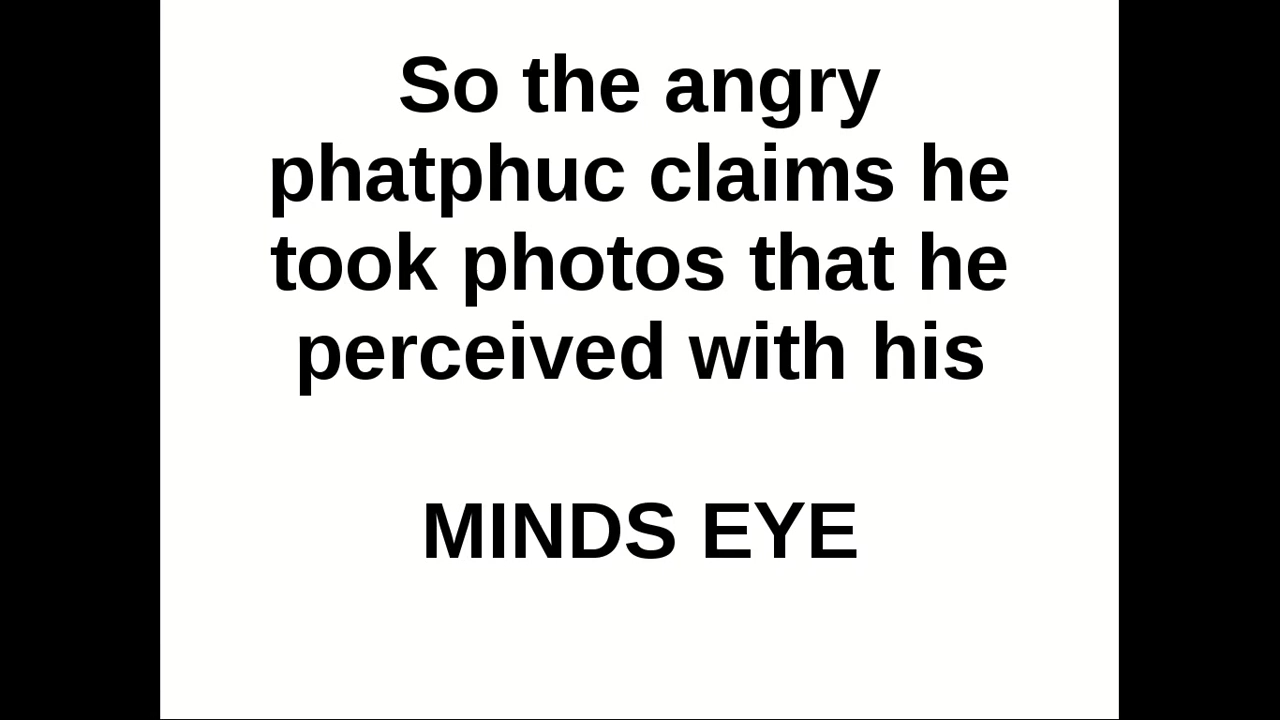 So the angry
phatphuc claims he
took photos that he
perceived with his
MINDS EYE